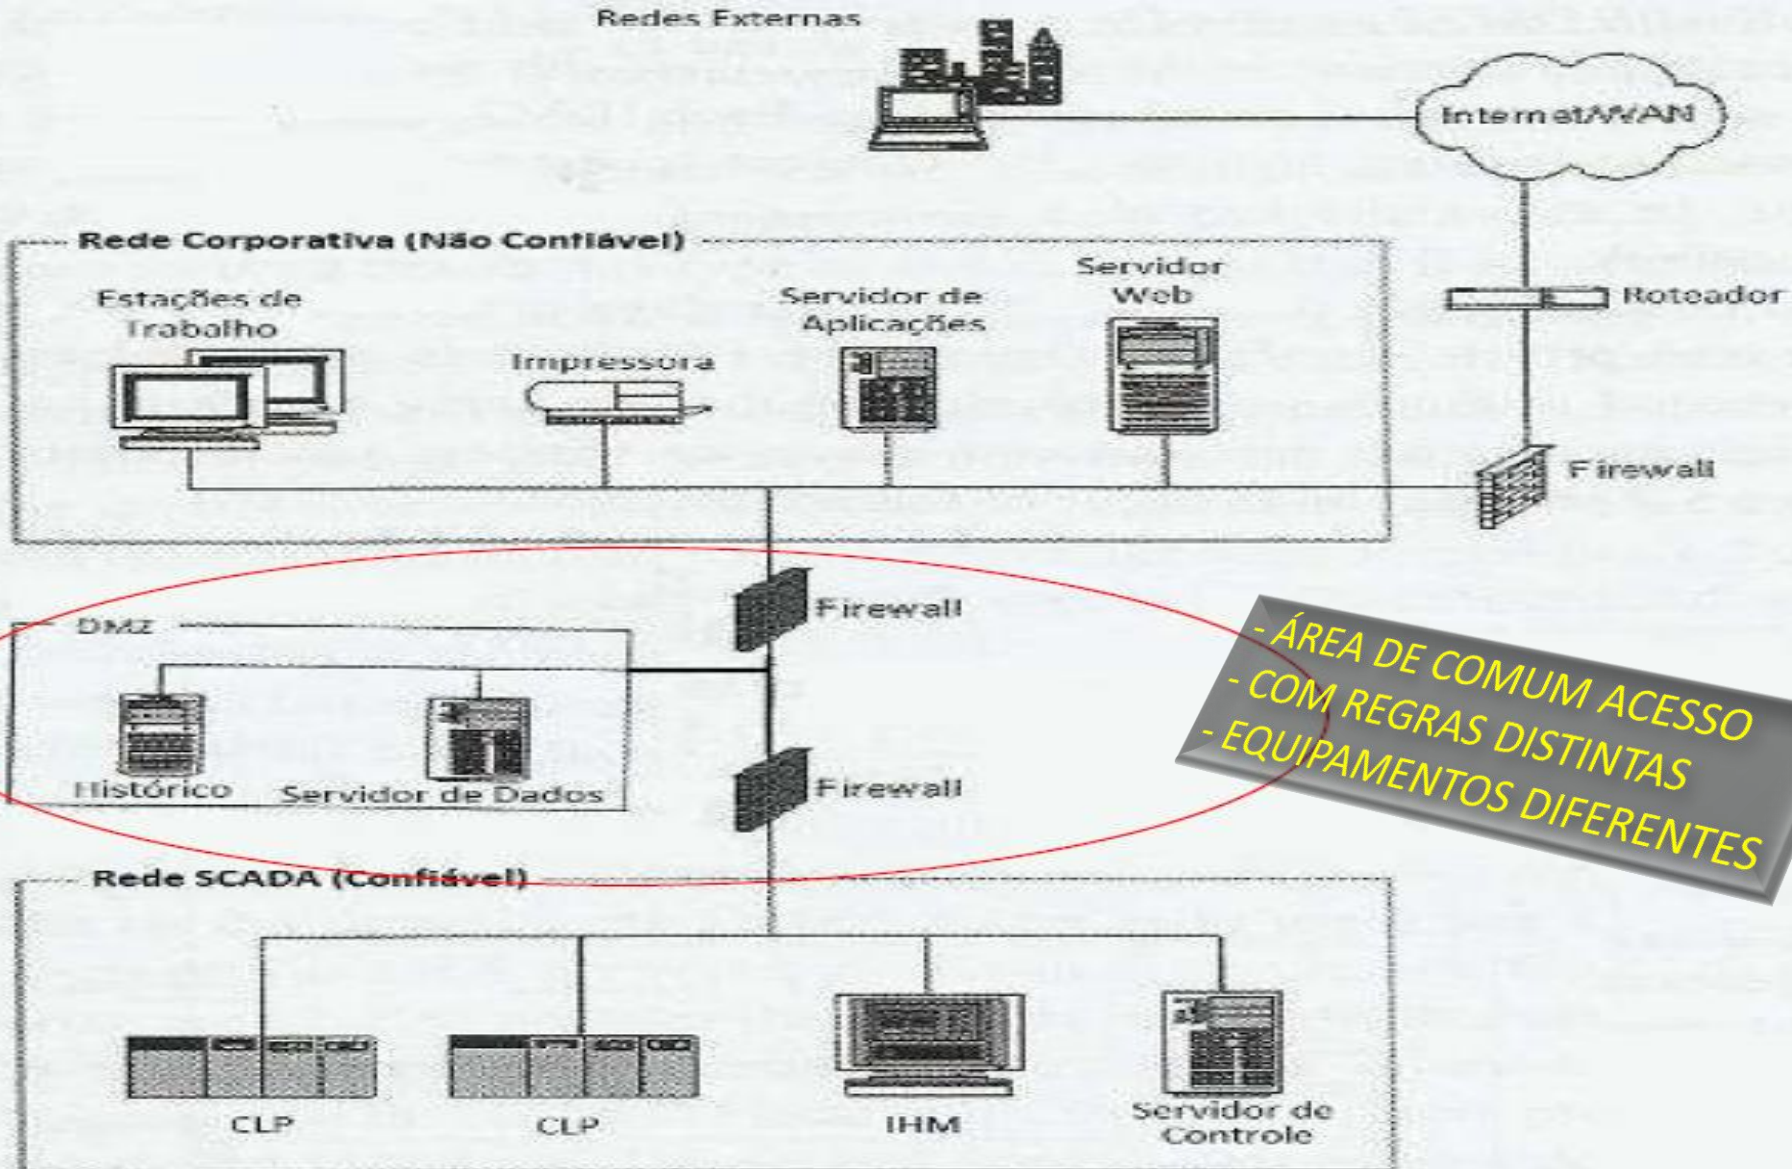 Redes Externas
Internet/WAN
Rede Corporativa (Não Confiável)
Estações de
Trabalho
Impressora
Servidor de
Aplicações
Servidor
Web
Roteador
Firewall
Firewall
DMZ
Histórico
Servidor de Dados
Firewall
- ÁREA DE COMUM ACESSO
- COM REGRAS DISTINTAS
- EQUIPAMENTOS DIFERENTES
Rede SCADA (Confiável)
CLP
CLP
IHM
Servidor de
Controle